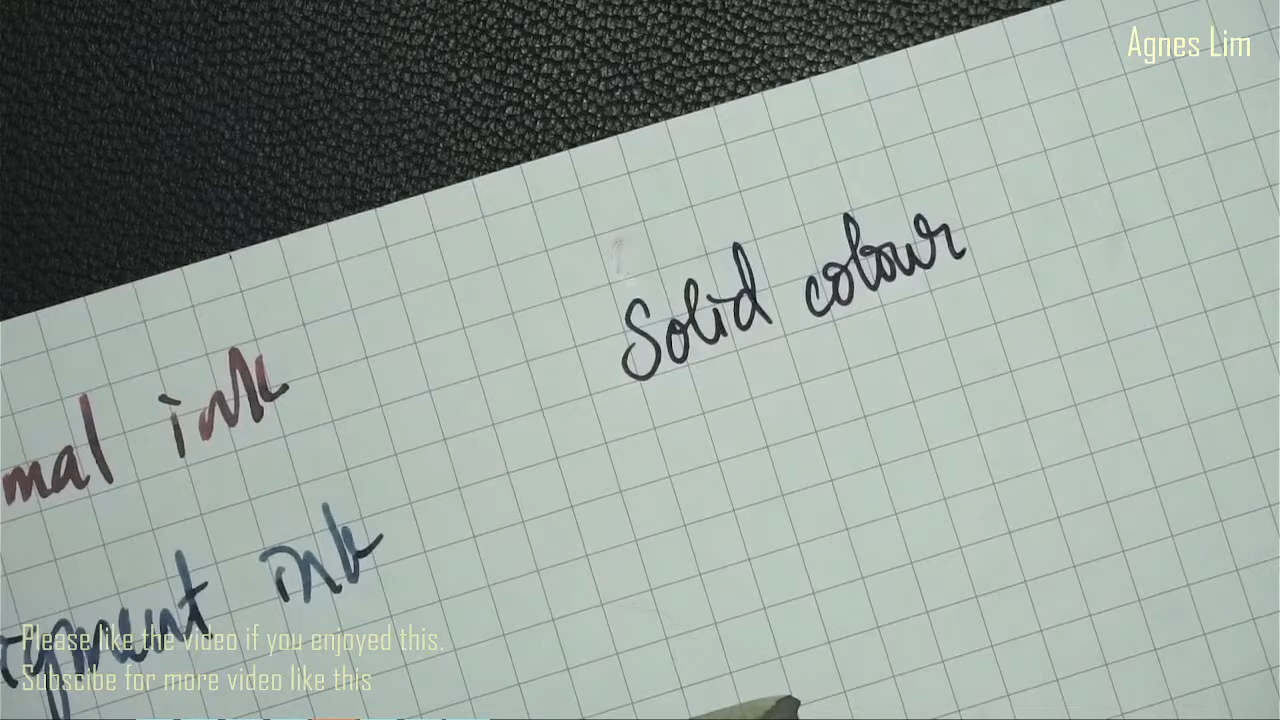 Agnes Lim
Solid colour
mal ink
igment ink
Please like the video if you enjoyed this.
Subscibe for more video like this